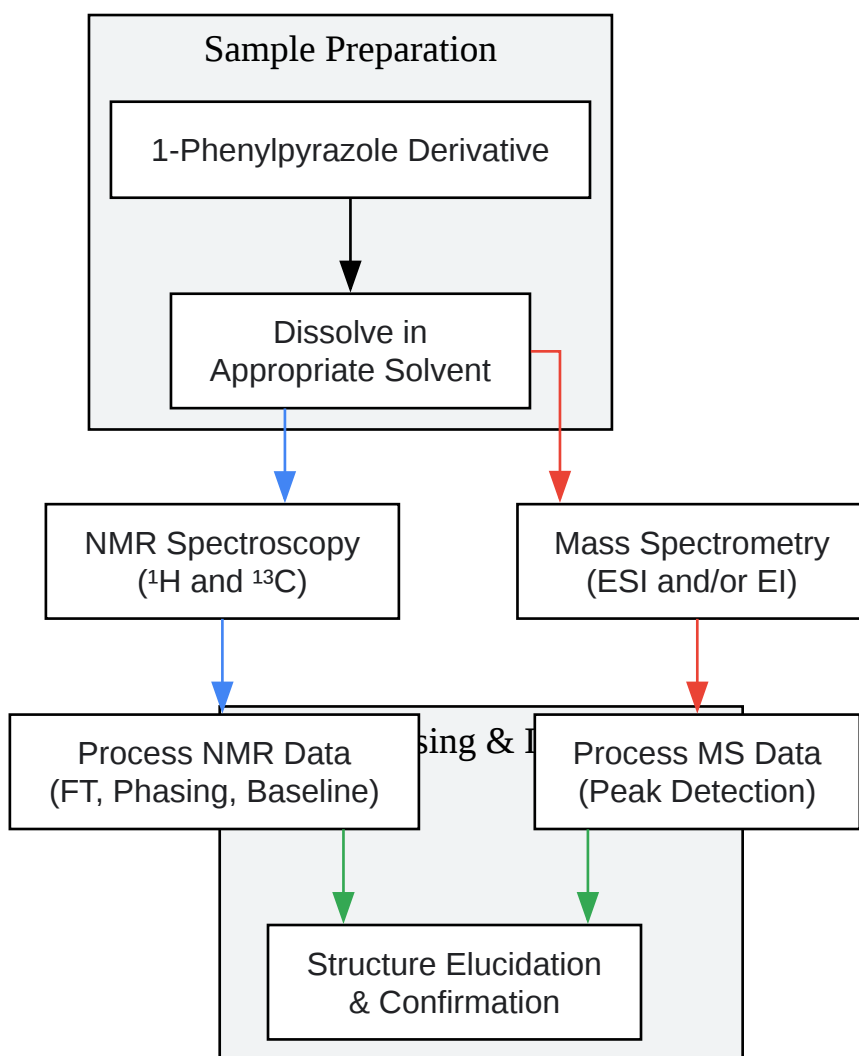 Sample Preparation
1-Phenylpyrazole Derivative
Dissolve in
Appropriate Solvent
NMR Spectroscopy
(¹H and ¹³C)
Mass Spectrometry
(ESI and/or EI)
Process NMR Data
(FT, Phasing, Baseline)
&
Process MS Data
(Peak Detection)
Structure Elucidation
& Confirmation